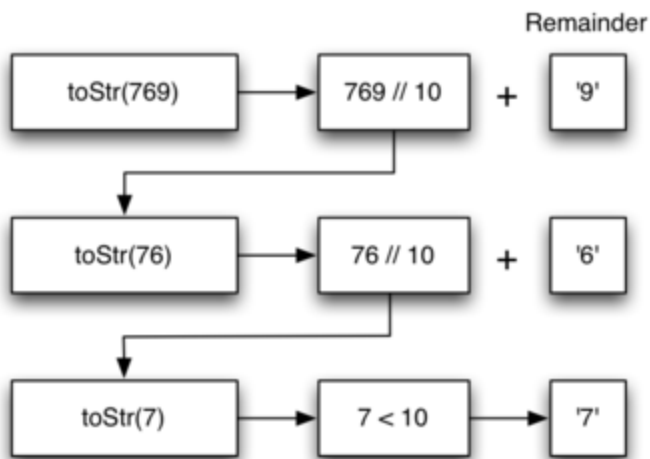 Remainder
toStr(769) 769 // 10 + '9'
toStr(76) 76 // 10 + '6'
toStr(7) 7 < 10 '7'